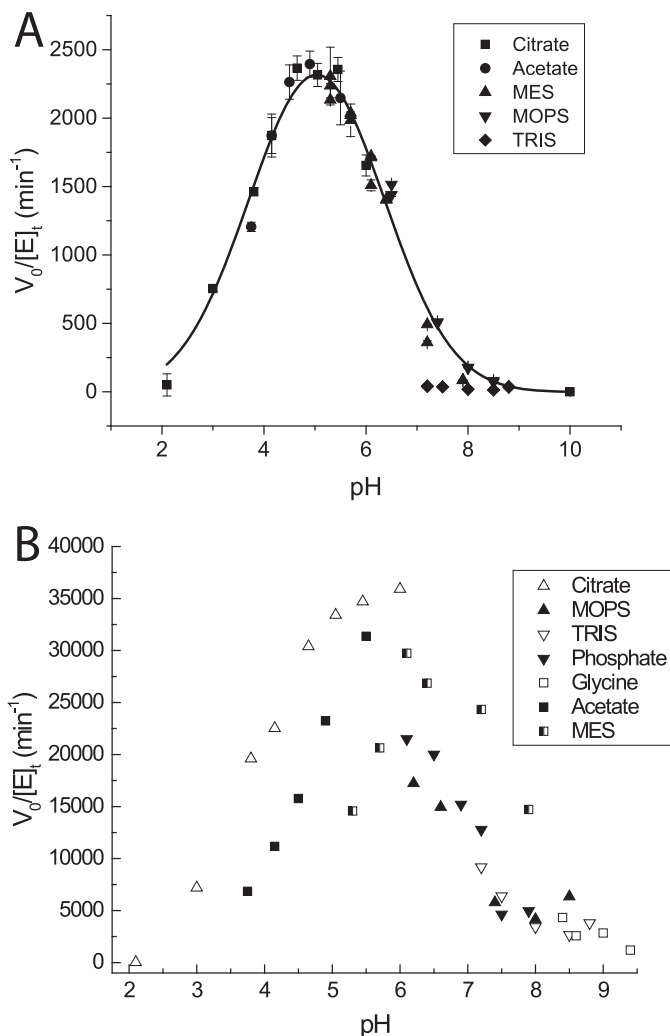 A
2500
2000
1500
1000
500
0
V₀/[E]ₜ (min⁻¹)
2 4 6 8 10
pH
Citrate
Acetate
MES
MOPS
TRIS
B
40000
35000
30000
25000
20000
15000
10000
5000
0
V₀/[E]ₜ (min⁻¹)
2 3 4 5 6 7 8 9
pH
Citrate
MOPS
TRIS
Phosphate
Glycine
Acetate
MES